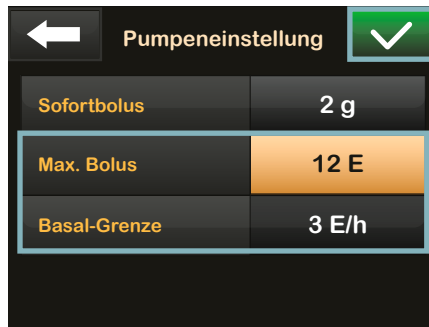 Pumpeneinstellung
Sofortbolus 2 g
Max. Bolus 12 E
Basal-Grenze 3 E/h